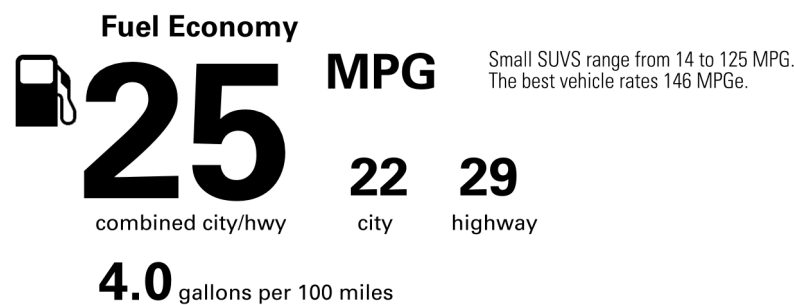 Fuel Economy
25
MPG
Small SUVS range from 14 to 125 MPG.
The best vehicle rates 146 MPGe.
22 29
combined city/hwy city highway
4.0 gallons per 100 miles